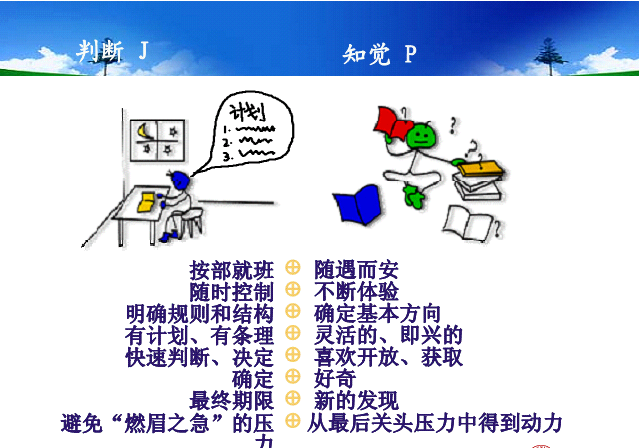 判断 J
知觉 P
计划
1.
2.
3.
?
?
?
?
?
按部就班 随遇而安
随时控制 不断体验
明确规则和结构 确定基本方向
有计划、有条理 灵活的、即兴的
快速判断、决定 喜欢开放、获取
确定 好奇
最终期限 新的发现
避免“燃眉之急”的压 从最后关头压力中得到动力
力